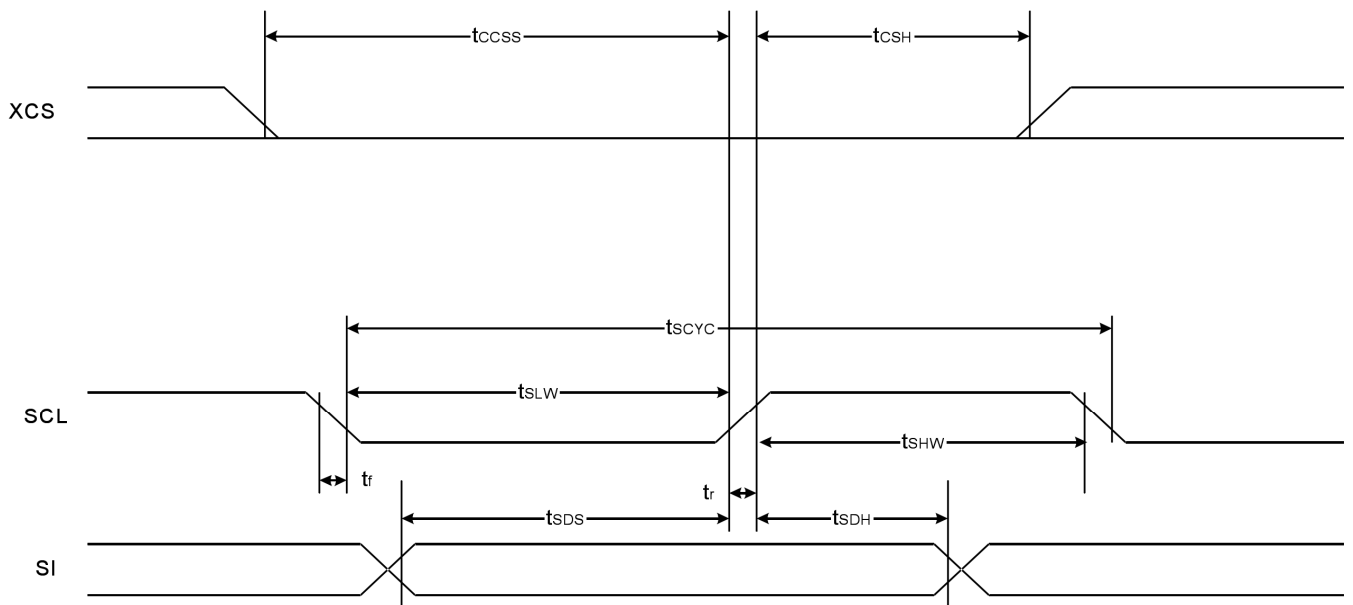 tCCSS
tCSH
XCS
tSCYC
tSLW
SCL
tSHW
tf
tr
tSDS
tSDH
SI